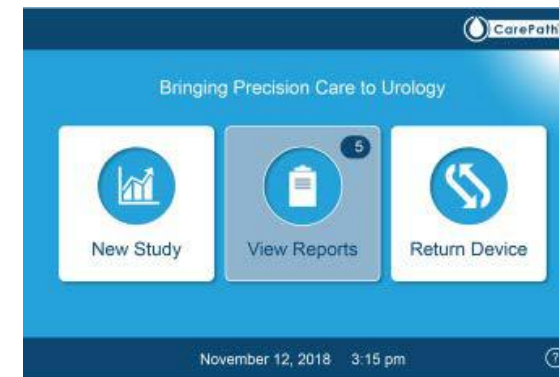 CarePath
Bringing Precision Care to Urology
5
New Study
View Reports
Return Device
November 12, 2018 3:15 pm
?